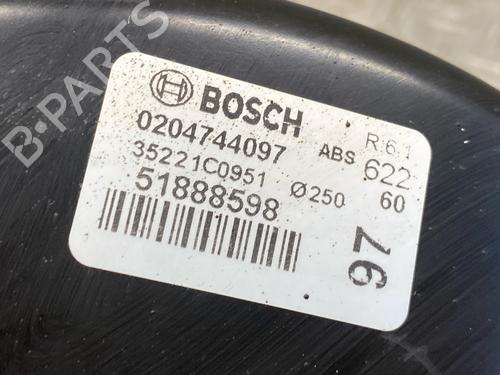 BOSCH
R.6.1
0204744097 ABS 622
35221C0951 Ø250 60
51888598
97
B-PARTS